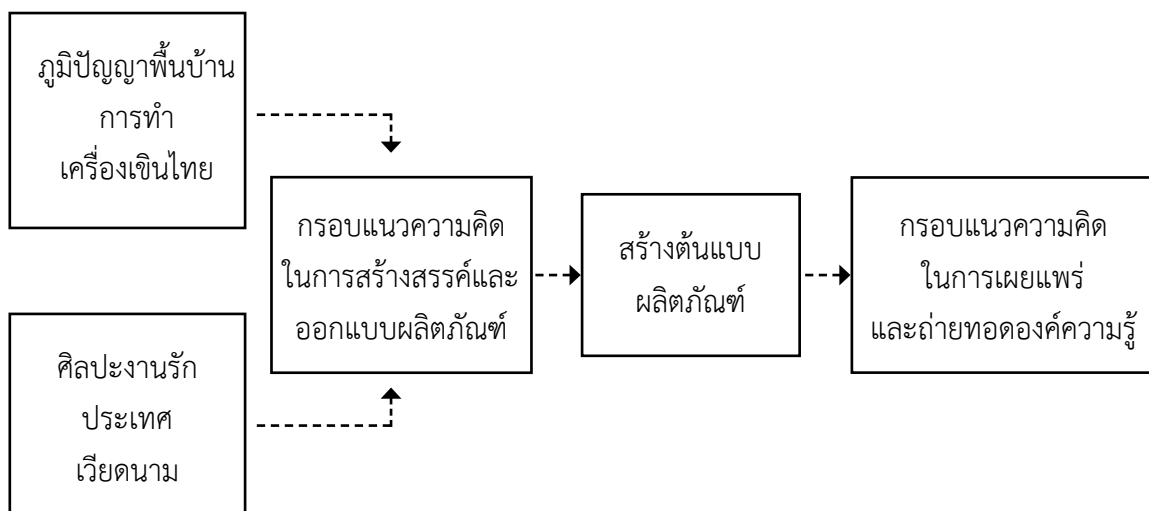 ภูมิปัญญาพื้นบ้าน
การทำ
เครื่องเขินไทย
ศิลปะงานรัก
ประเทศ
เวียดนาม
กรอบแนวความคิด
ในการสร้างสรรค์และ
ออกแบบผลิตภัณฑ์
สร้างต้นแบบ
ผลิตภัณฑ์
กรอบแนวความคิด
ในการเผยแพร่
และถ่ายทอดองค์ความรู้